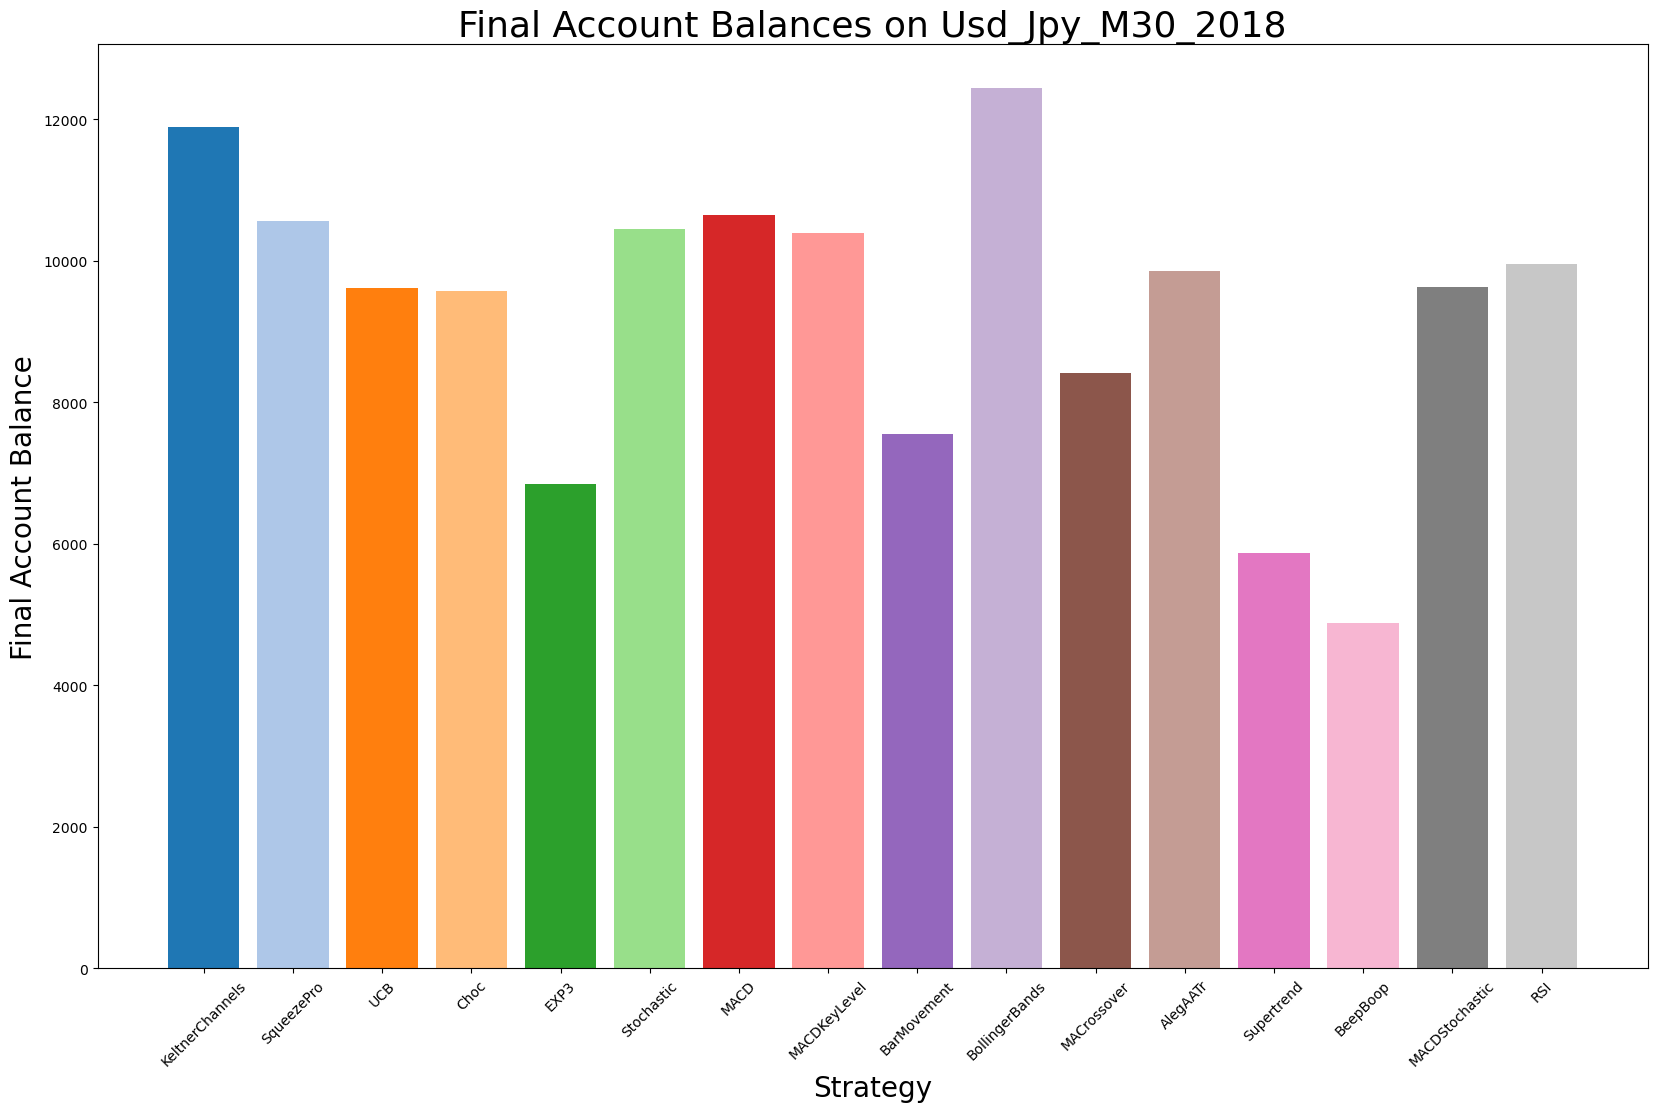 Final Account Balances on Usd_Jpy_M30_2018
Final Account Balance
12000
10000
8000
6000
4000
2000
0
KeltnerChannels
SqueezePro
UCB
Choc
EXP3
Stochastic
MACD
MACDKeyLevel
BarMovement
BollingerBands
MACrossover
AlegAATr
Supertrend
BeepBoop
MACDStochastic
RSI
Strategy